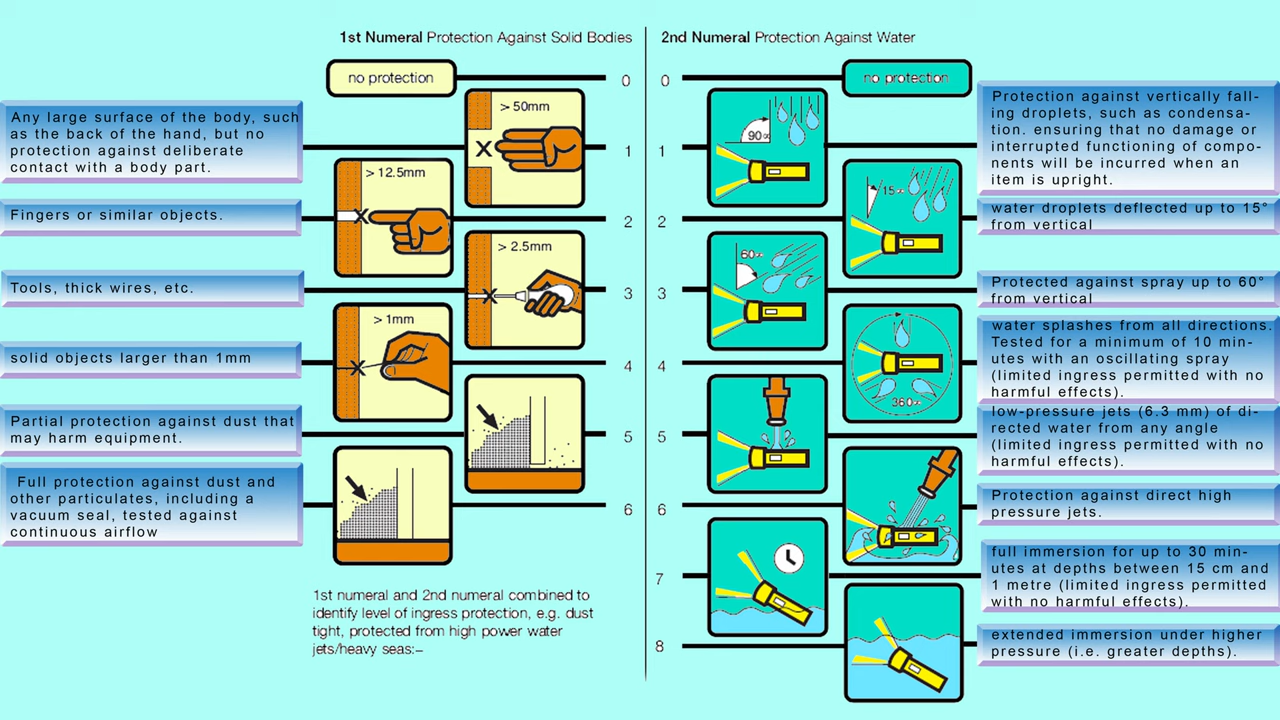 1st Numeral Protection Against Solid Bodies
no protection
0
Any large surface of the body, such
as the back of the hand, but no
protection against deliberate
contact with a body part.
> 50mm
1
Fingers or similar objects.
> 12.5mm
2
Tools, thick wires, etc.
> 2.5mm
3
solid objects larger than 1mm
> 1mm
4
Partial protection against dust that
may harm equipment.
5
Full protection against dust and
other particulates, including a
vacuum seal, tested against
continuous airflow
6
1st numeral and 2nd numeral combined to
identify level of ingress protection, e.g. dust
tight, protected from high power water
jets/heavy seas:–
2nd Numeral Protection Against Water
0
no protection
1
90∞
Protection against vertically fall-
ing droplets, such as condensa-
tion. ensuring that no damage or
interrupted functioning of compo-
nents will be incurred when an
item is upright.
2
15∞
water droplets deflected up to 15°
from vertical
3
60∞
Protected against spray up to 60°
from vertical
4
360∞
water splashes from all directions.
Tested for a minimum of 10 min-
utes with an oscillating spray
(limited ingress permitted with no
harmful effects).
5
low-pressure jets (6.3 mm) of di-
rected water from any angle
(limited ingress permitted with no
harmful effects).
6
Protection against direct high
pressure jets.
7
full immersion for up to 30 min-
utes at depths between 15 cm and
1 metre (limited ingress permitted
with no harmful effects).
8
extended immersion under higher
pressure (i.e. greater depths).